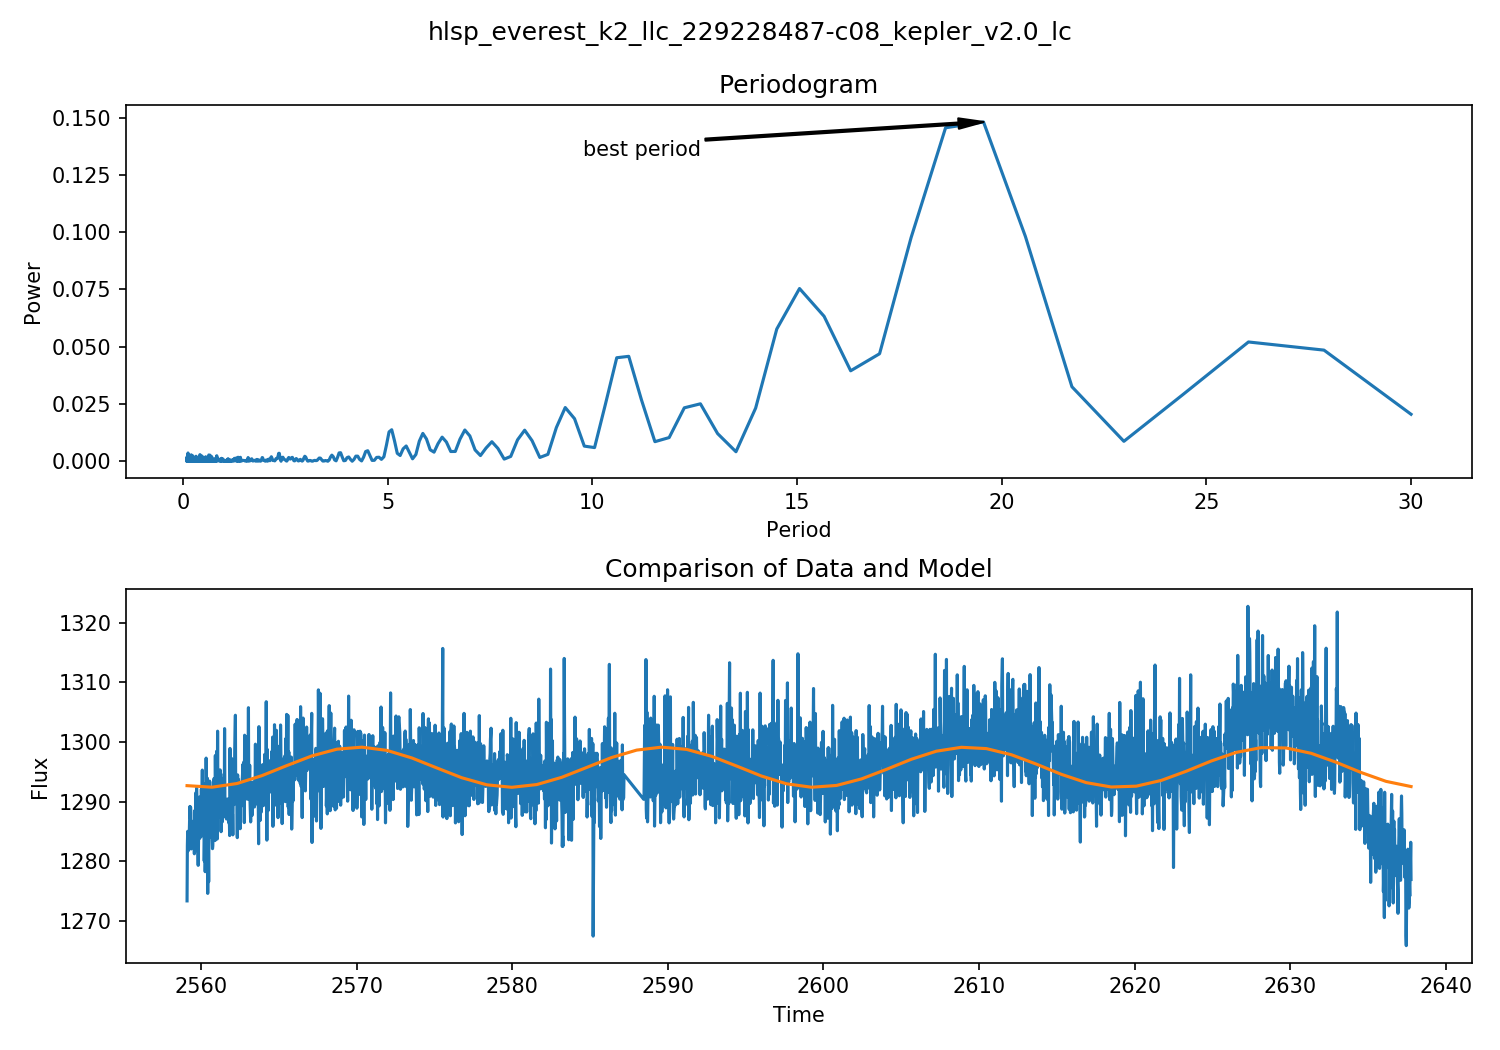 hlsp_everest_k2_llc_229228487-c08_kepler_v2.0_lc
Periodogram
0.150
0.125
0.100
0.075
0.050
0.025
0.000
Power
best period
0 5 10 15 20 25 30
Period
Comparison of Data and Model
1320
1310
1300
1290
1280
1270
Flux
2560 2570 2580 2590 2600 2610 2620 2630 2640
Time